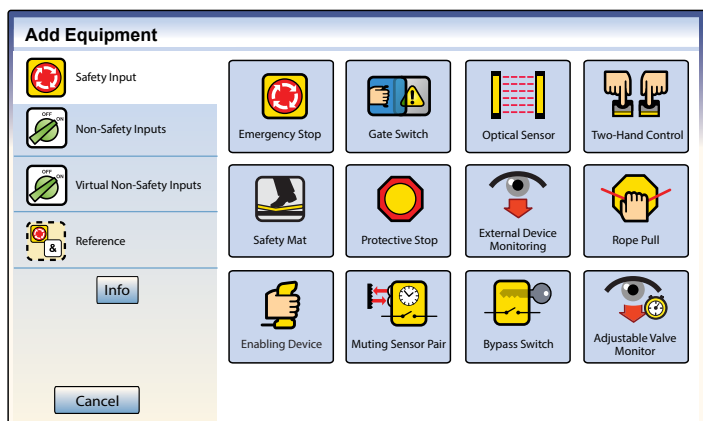 Add Equipment
Safety Input
OFF
ON
Non-Safety Inputs
OFF
ON
Virtual Non-Safety Inputs
&
Reference
Info
Cancel
Emergency Stop
Gate Switch
Optical Sensor
Two-Hand Control
Safety Mat
Protective Stop
External Device
Monitoring
Rope Pull
Enabling Device
Muting Sensor Pair
Bypass Switch
Adjustable Valve
Monitor